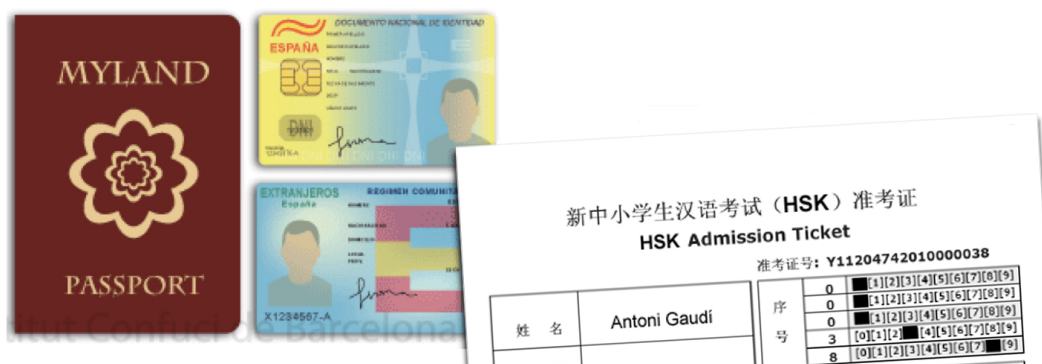 MYLAND
PASSPORT
DOCUMENTO NACIONAL DE IDENTIDAD
ESPAÑA
DNI
EXTRANJEROS
REGIMEN COMUNITA
España
X1234567-A
新中小学生汉语考试（HSK）准考证
HSK Admission Ticket
准考证号: Y11204742010000038
姓 名
Antoni Gaudí
序
号
0 [1][2][3][4][5][6][7][8][9]
0 [1][2][3][4][5][6][7][8][9]
0 [1][2][3][4][5][6][7][8][9]
3 [0][1][2] [4][5][6][7][8][9]
8 [0][1][2][3][4][5][6][7] [9]
titut Confuci de Barcelona